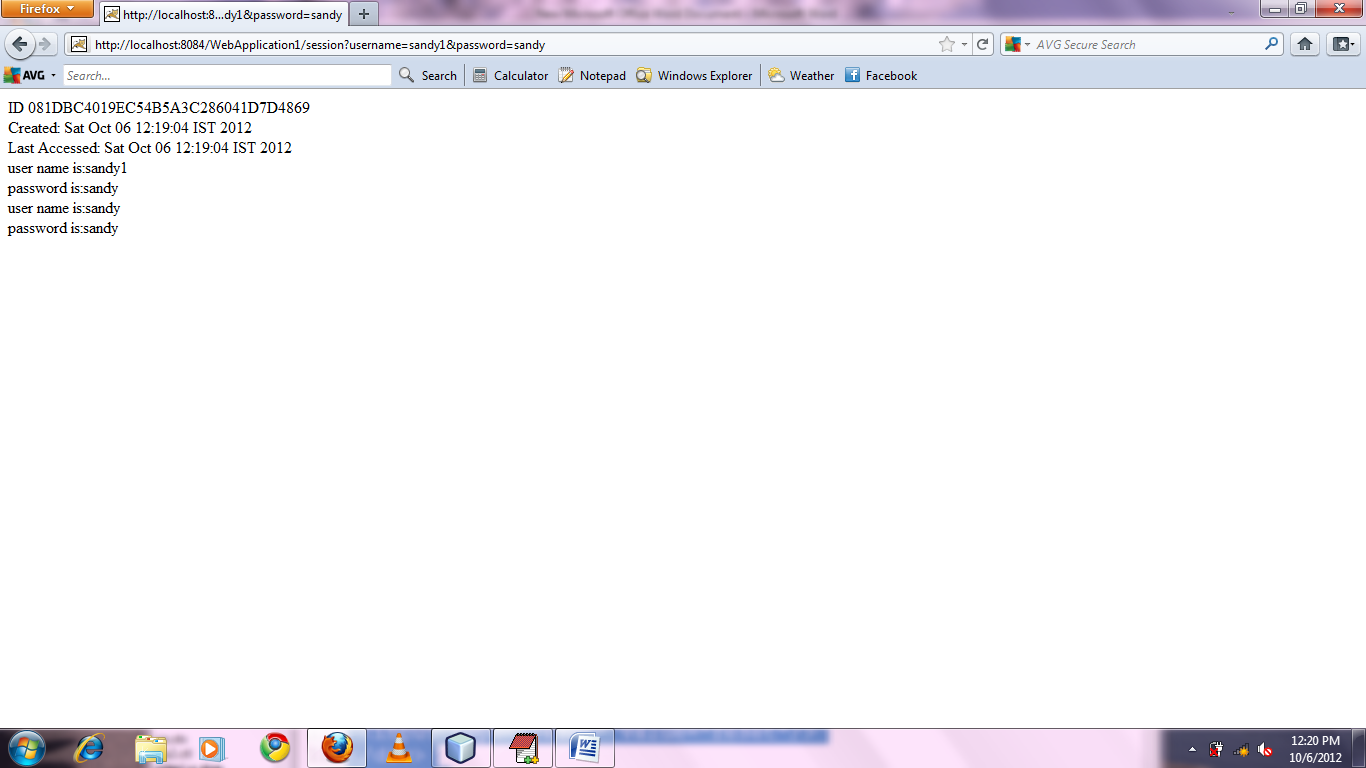 Firefox
http://localhost:8...dy1&password=sandy
http://localhost:8084/WebApplication1/session?username=sandy1&password=sandy
AVG Secure Search
AVG
Search...
Search
Calculator
Notepad
Windows Explorer
Weather
Facebook
ID 081DBC4019EC54B5A3C286041D7D4869
Created: Sat Oct 06 12:19:04 IST 2012
Last Accessed: Sat Oct 06 12:19:04 IST 2012
user name is:sandy1
password is:sandy
user name is:sandy
password is:sandy
12:20 PM
10/6/2012